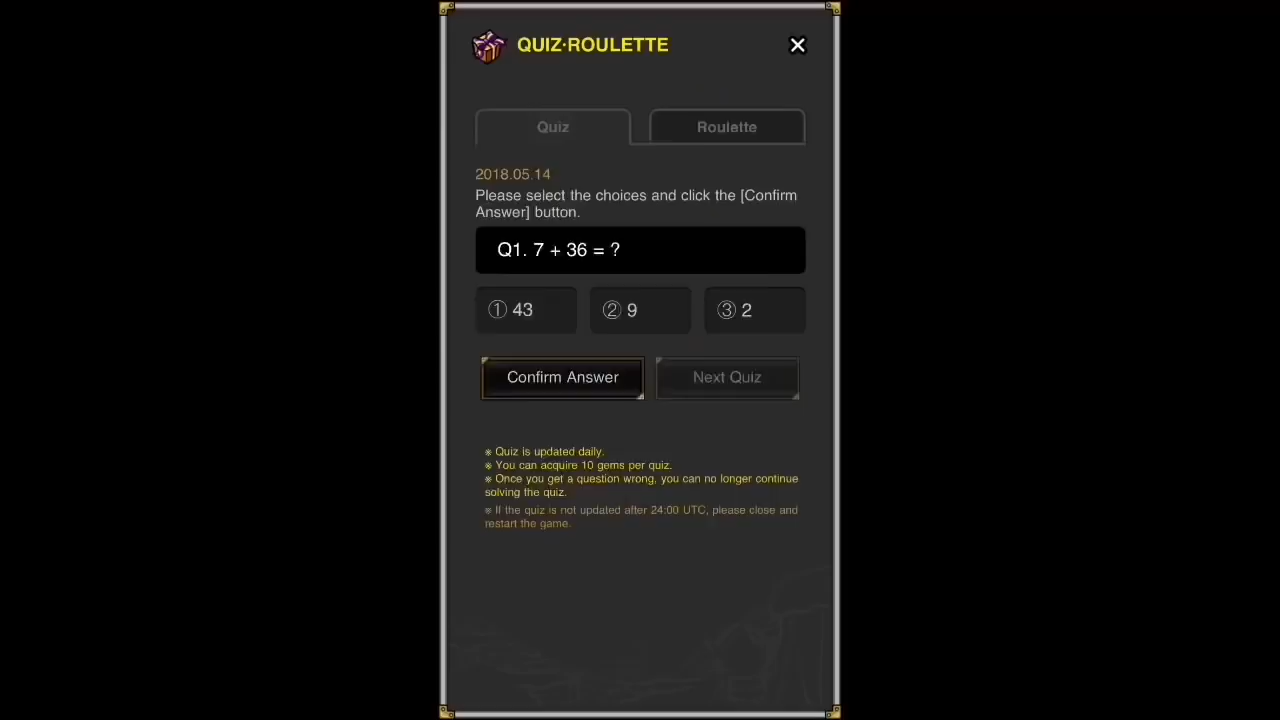 QUIZ·ROULETTE
Quiz
Roulette
2018.05.14
Please select the choices and click the [Confirm
Answer] button.
Q1. 7 + 36 = ?
① 43
② 9
③ 2
Confirm Answer
Next Quiz
※ Quiz is updated daily.
※ You can acquire 10 gems per quiz.
※ Once you get a question wrong, you can no longer continue
solving the quiz.
※ If the quiz is not updated after 24:00 UTC, please close and
restart the game.